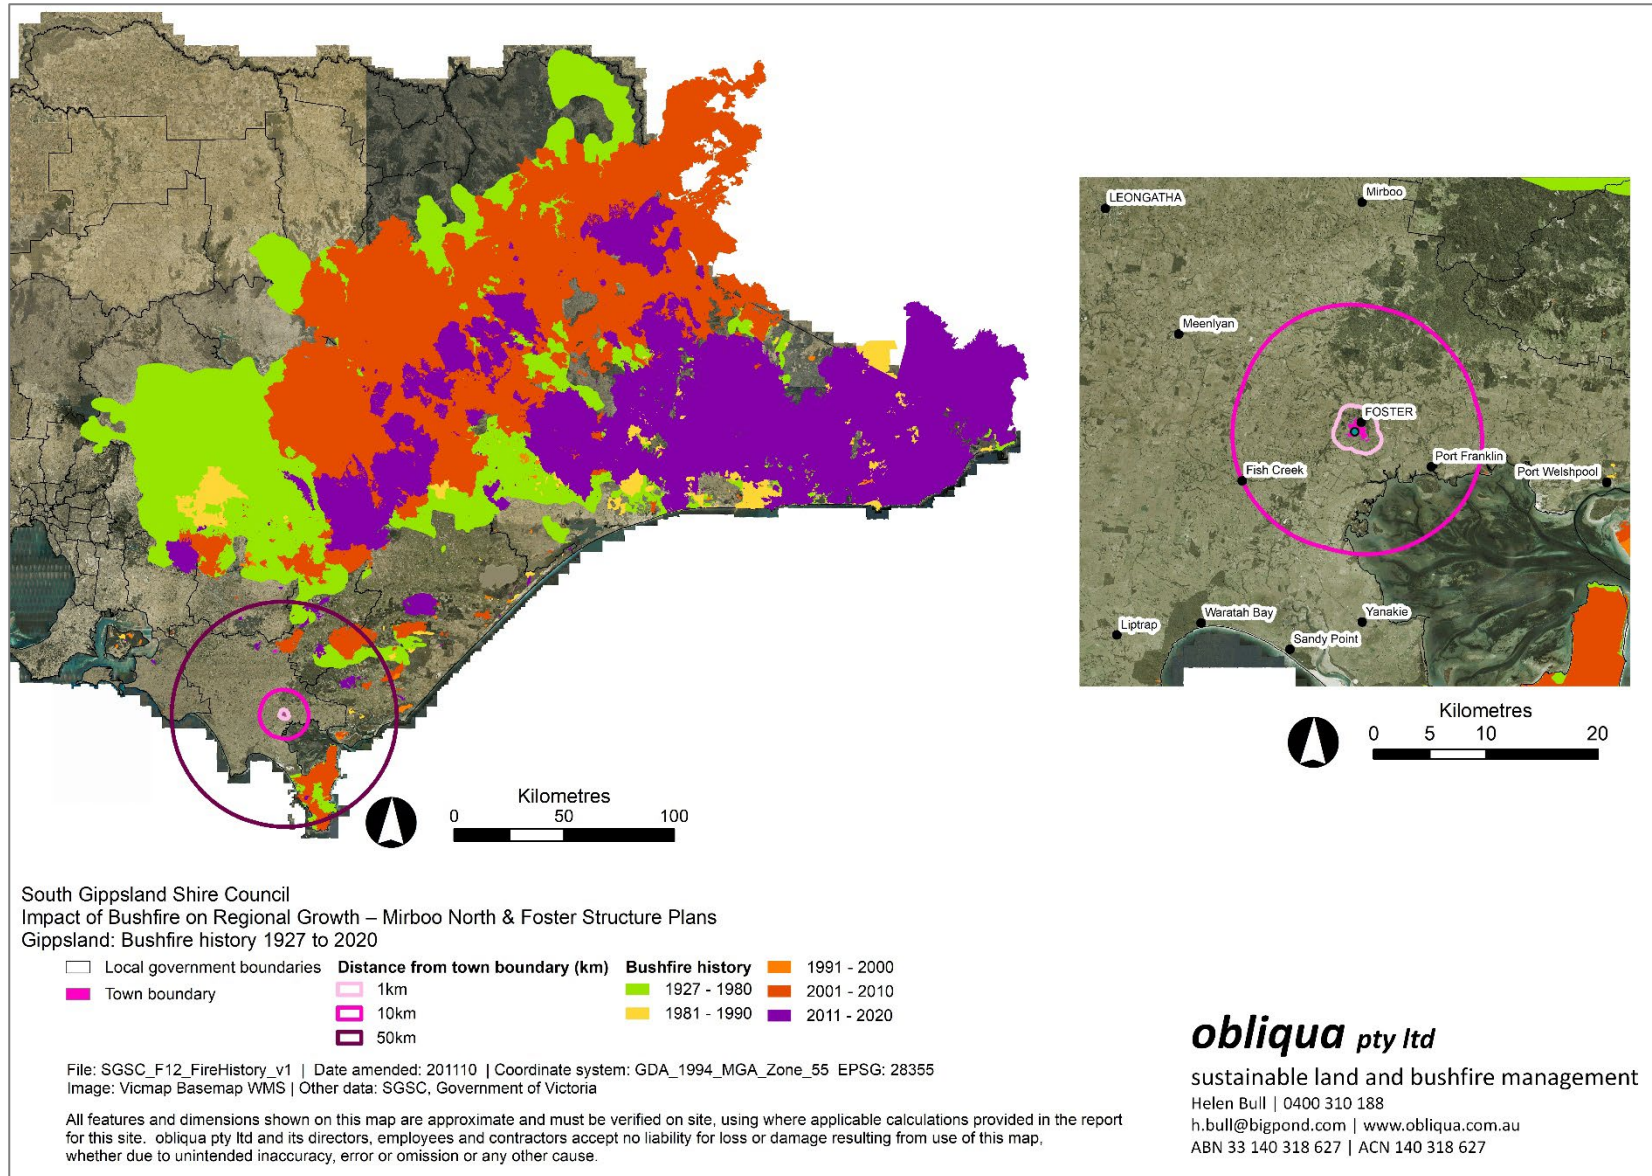 LEONGATHA
Mirboo
Meenlyan
FOSTER
Port Franklin
Fish Creek
Port Welshpool
Liptrap
Waratah Bay
Sandy Point
Yanakie
Kilometres
0 5 10 20
Kilometres
0 50 100
South Gippsland Shire Council
Impact of Bushfire on Regional Growth – Mirboo North & Foster Structure Plans
Gippsland: Bushfire history 1927 to 2020
Local government boundaries
Town boundary
Distance from town boundary (km)
1km
10km
50km
Bushfire history
1927 - 1980
1981 - 1990
1991 - 2000
2001 - 2010
2011 - 2020
File: SGSC_F12_FireHistory_v1 | Date amended: 201110 | Coordinate system: GDA_1994_MGA_Zone_55 EPSG: 28355
Image: Vicmap Basemap WMS | Other data: SGSC, Government of Victoria
All features and dimensions shown on this map are approximate and must be verified on site, using where applicable calculations provided in the report
for this site. obliqua pty ltd and its directors, employees and contractors accept no liability for loss or damage resulting from use of this map,
whether due to unintended inaccuracy, error or omission or any other cause.
obliqua pty ltd
sustainable land and bushfire management
Helen Bull | 0400 310 188
h.bull@bigpond.com | www.obliqua.com.au
ABN 33 140 318 627 | ACN 140 318 627